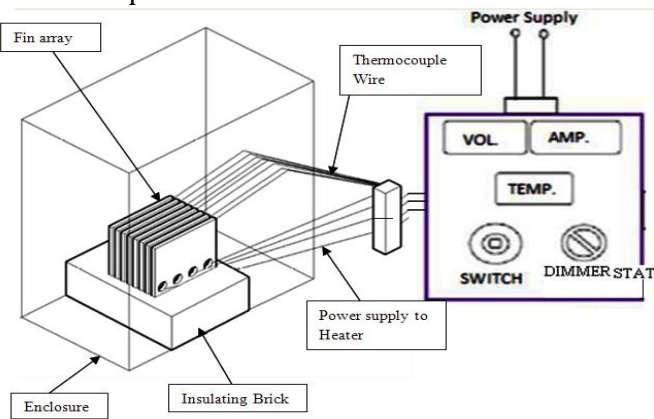 Power Supply
Fin array
Thermocouple
Wire
VOL.
AMP.
TEMP.
SWITCH
DIMMER STAT
Power supply to
Heater
Insulating Brick
Enclosure